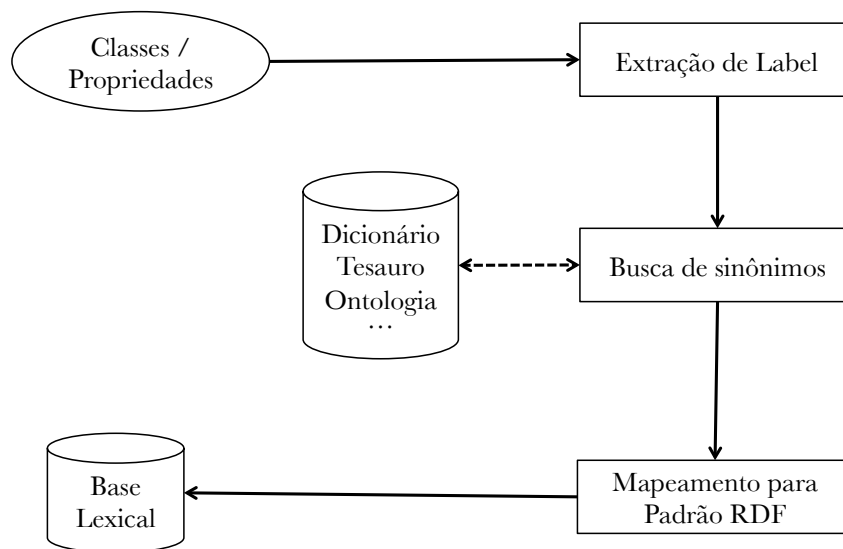 Classes /
Propriedades
Extração de Label
Dicionário
Tesauro
Ontologia
…
Busca de sinônimos
Base
Lexical
Mapeamento para
Padrão RDF